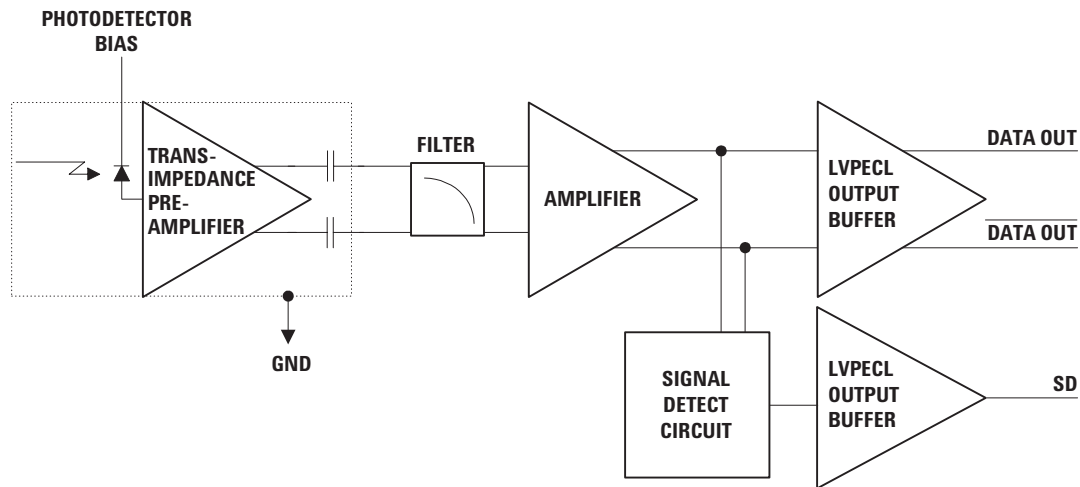 PHOTODETECTOR
BIAS
TRANS-
IMPEDANCE
PRE-
AMPLIFIER
GND
FILTER
AMPLIFIER
SIGNAL
DETECT
CIRCUIT
LVPECL
OUTPUT
BUFFER
DATA OUT
DATA OUT
LVPECL
OUTPUT
BUFFER
SD